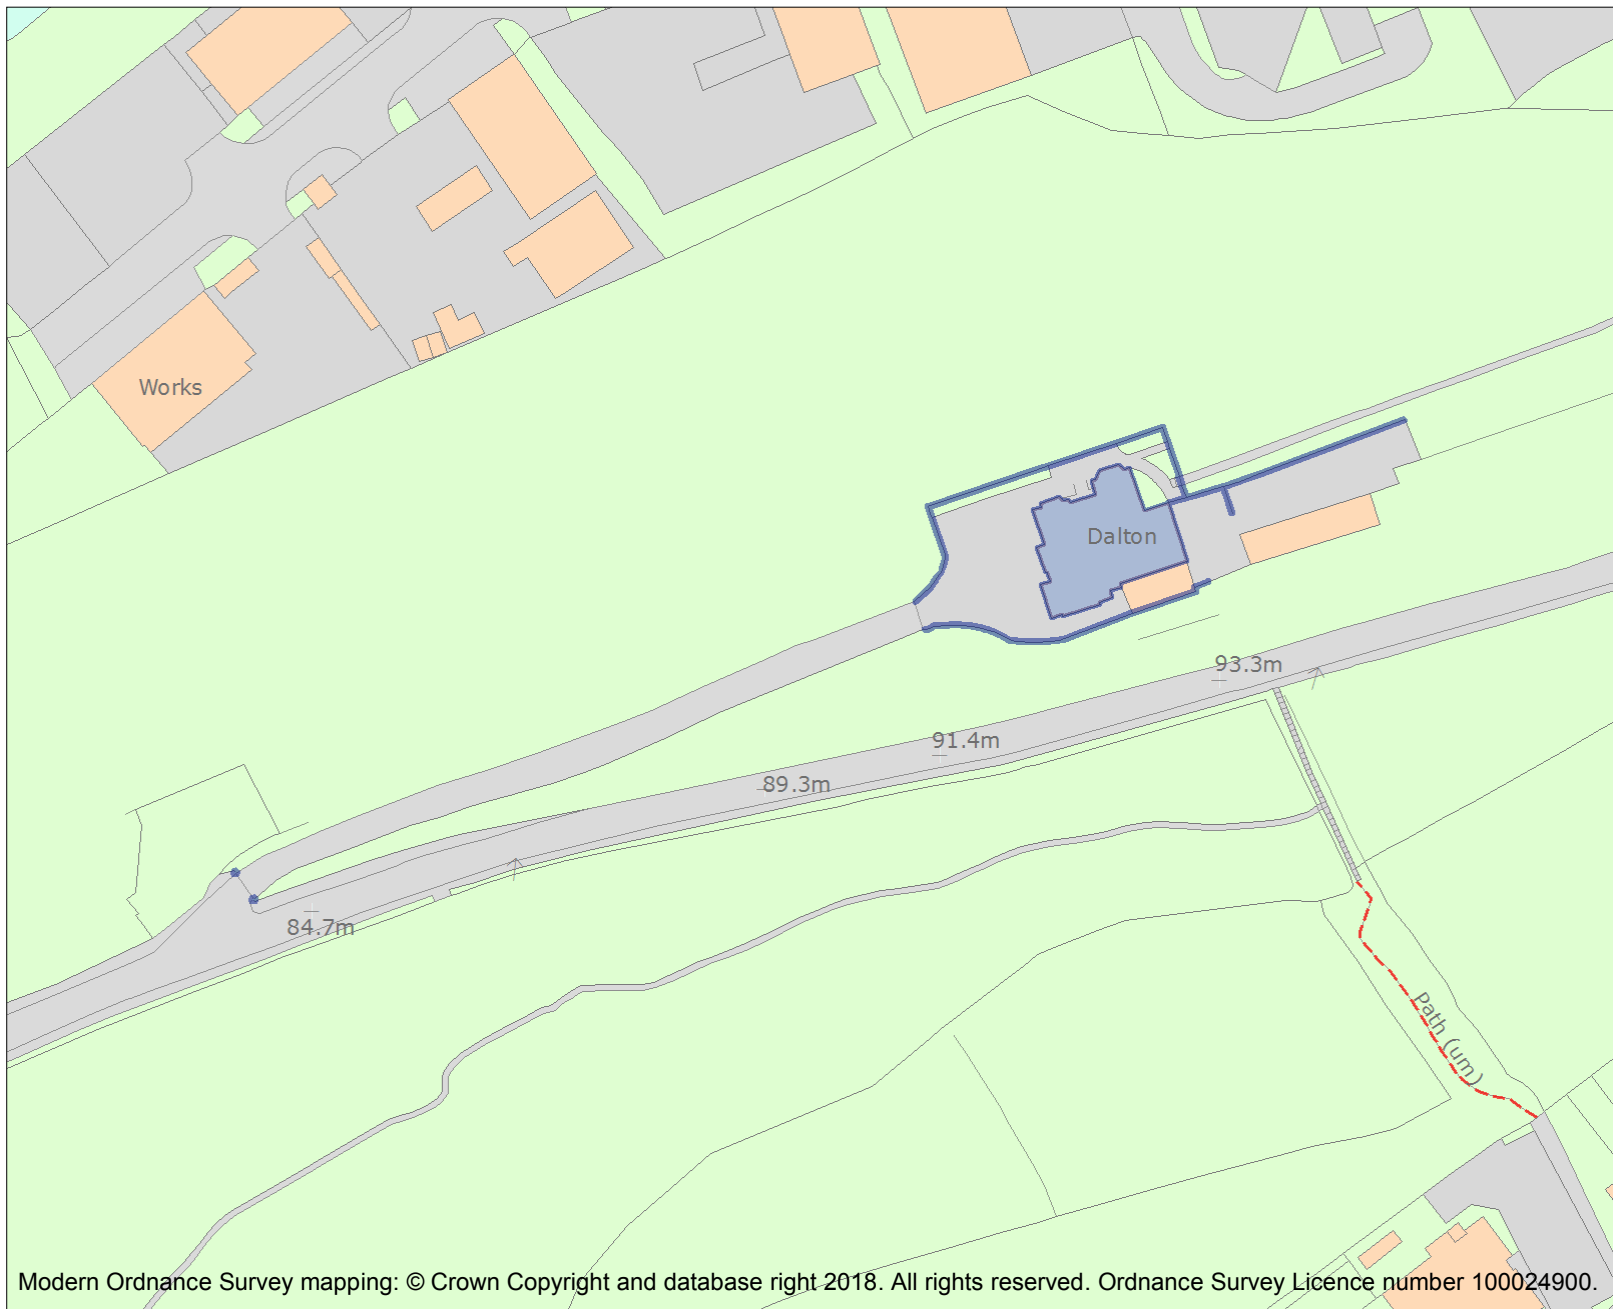 Works
Dalton
93.3m
91.4m
89.3m
84.7m
Path (um)
Modern Ordnance Survey mapping: © Crown Copyright and database right 2018. All rights reserved. Ordnance Survey Licence number 100024900.